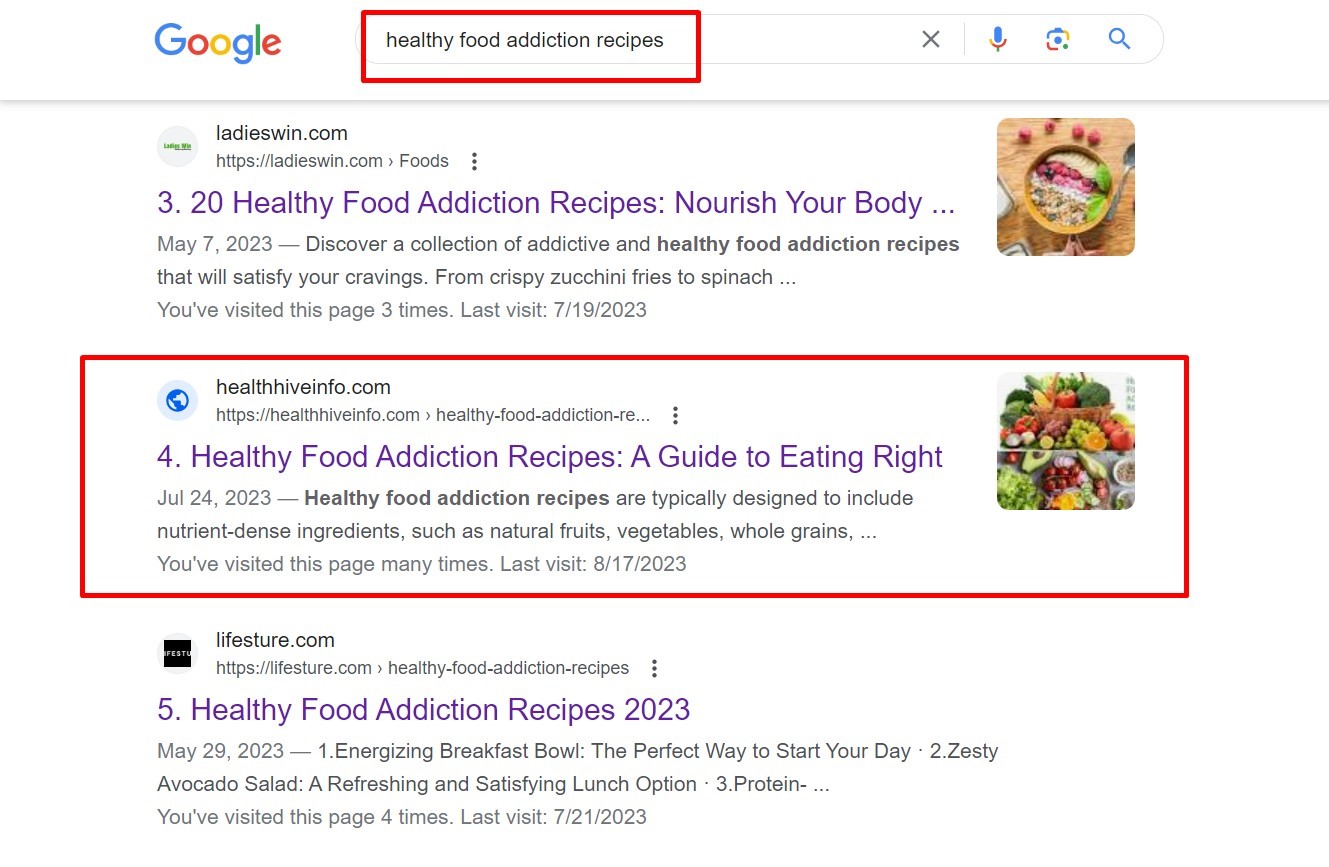 Google
healthy food addiction recipes
Ladies Win
ladieswin.com
https://ladieswin.com › Foods
3. 20 Healthy Food Addiction Recipes: Nourish Your Body ...
May 7, 2023 — Discover a collection of addictive and healthy food addiction recipes
that will satisfy your cravings. From crispy zucchini fries to spinach ...
You've visited this page 3 times. Last visit: 7/19/2023
healthhiveinfo.com
https://healthhiveinfo.com › healthy-food-addiction-re...
4. Healthy Food Addiction Recipes: A Guide to Eating Right
Jul 24, 2023 — Healthy food addiction recipes are typically designed to include
nutrient-dense ingredients, such as natural fruits, vegetables, whole grains, ...
You've visited this page many times. Last visit: 8/17/2023
lifesture.com
IFESTU
https://lifesture.com › healthy-food-addiction-recipes
5. Healthy Food Addiction Recipes 2023
May 29, 2023 — 1.Energizing Breakfast Bowl: The Perfect Way to Start Your Day · 2.Zesty
Avocado Salad: A Refreshing and Satisfying Lunch Option · 3.Protein- ...
You've visited this page 4 times. Last visit: 7/21/2023